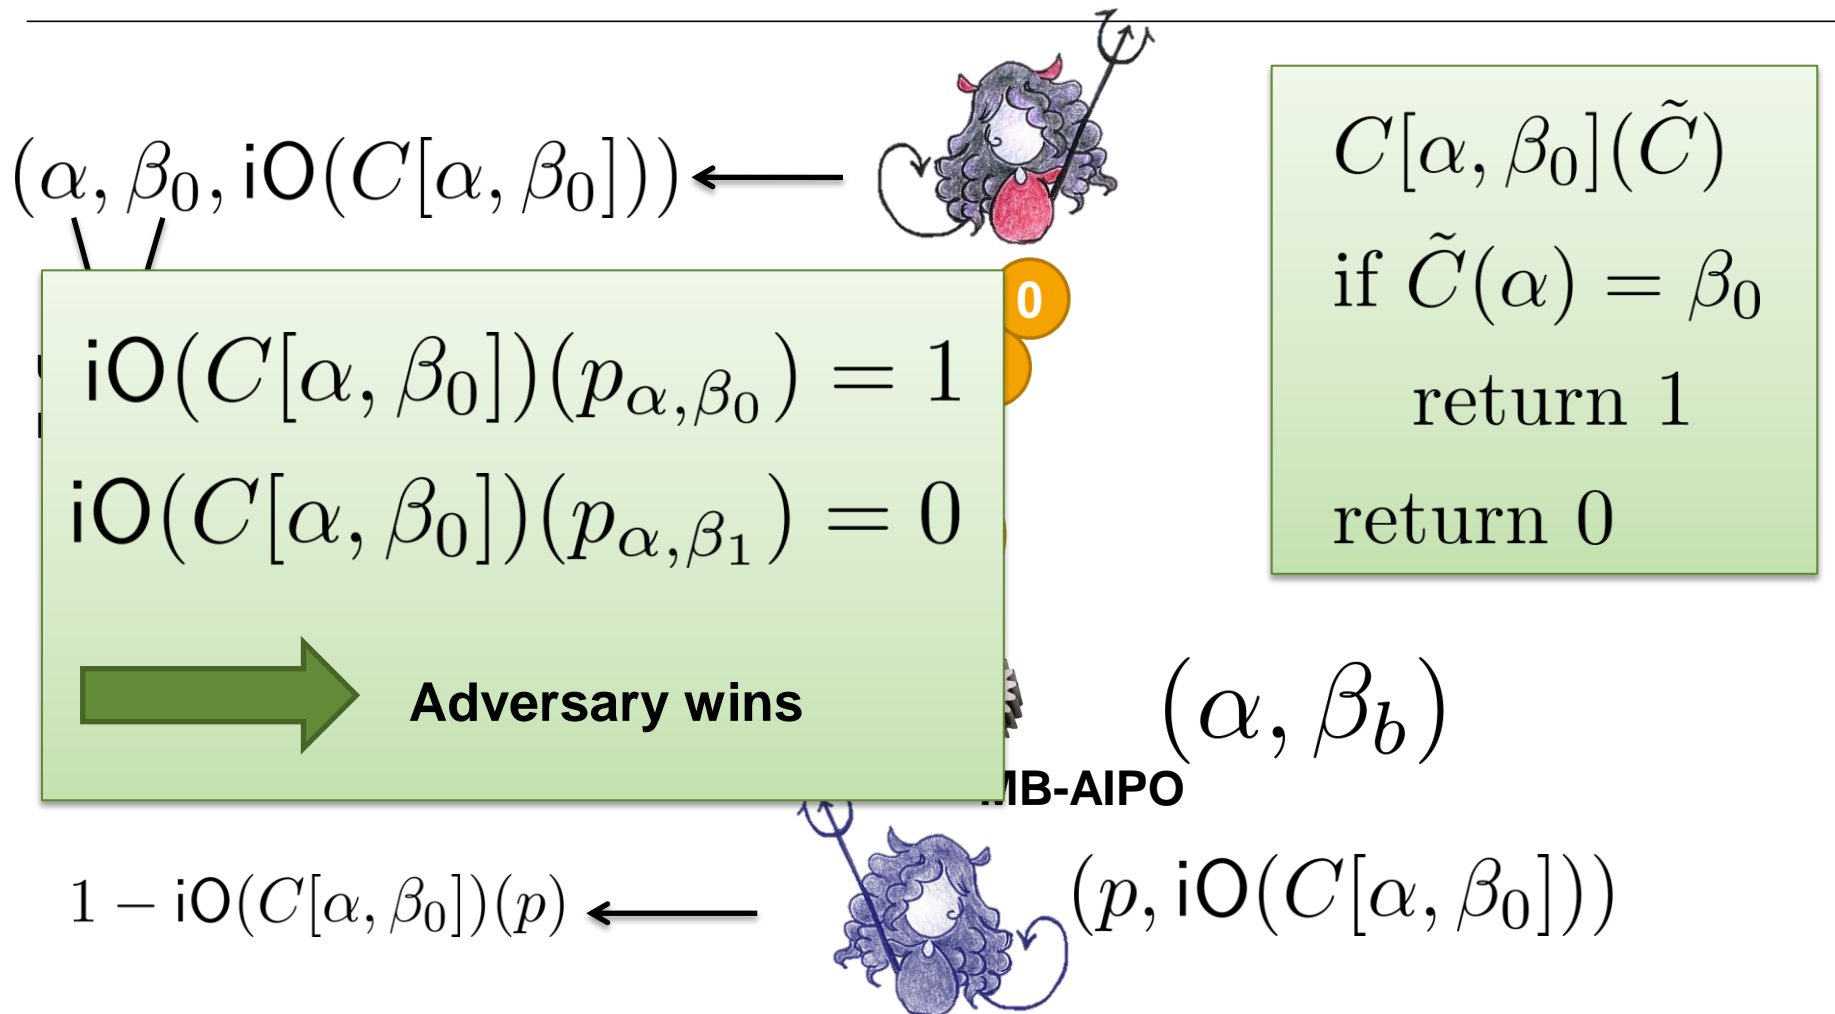 (α, β₀, iO(C[α, β₀]))
C[α, β₀](C̃)
if C̃(α) = β₀
return 1
return 0
0
iO(C[α, β₀])(p_{α,β₀}) = 1
iO(C[α, β₀])(p_{α,β₁}) = 0
Adversary wins
(α, β_b)
MB-AIPO
1 − iO(C[α, β₀])(p)
(p, iO(C[α, β₀]))